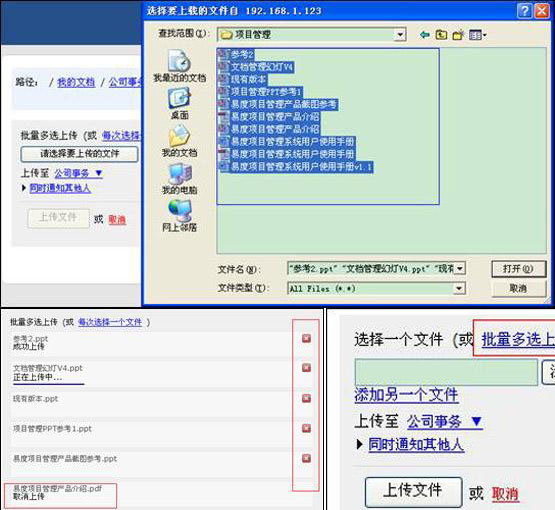 选择要上载的文件自 192.168.1.123
查找范围(I):
项目管理
我最近的文档
桌面
我的文档
我的电脑
网上邻居
参考2
文档管理幻灯V4
现有版本
项目管理PPT参考1
易度项目管理产品截图参考
易度项目管理产品介绍
易度项目管理产品介绍
易度项目管理系统用户使用手册
易度项目管理系统用户使用手册
易度项目管理系统用户使用手册v1.1
文件名(N):
"参考2.ppt" "文档管理幻灯V4.ppt" "现有
打开(O)
文件类型(T):
All Files (*.*)
取消
路径: / 我的文档 / 公司事务
批量多选上传 (或 每次选择一
请选择要上传的文件
上传至 公司事务 ▼
同时通知其他人
上传文件 或 取消
批量多选上传 (或 每次选择一个文件 )
参考2.ppt
成功上传
文档管理幻灯V4.ppt
正在上传中...
现有版本.ppt
项目管理PPT参考1.ppt
易度项目管理产品截图参考.ppt
易度项目管理产品介绍.pdf
取消上传
选择一个文件 (或 批量多选上
添加另一个文件
上传至 公司事务 ▼
同时通知其他人
上传文件 或 取消